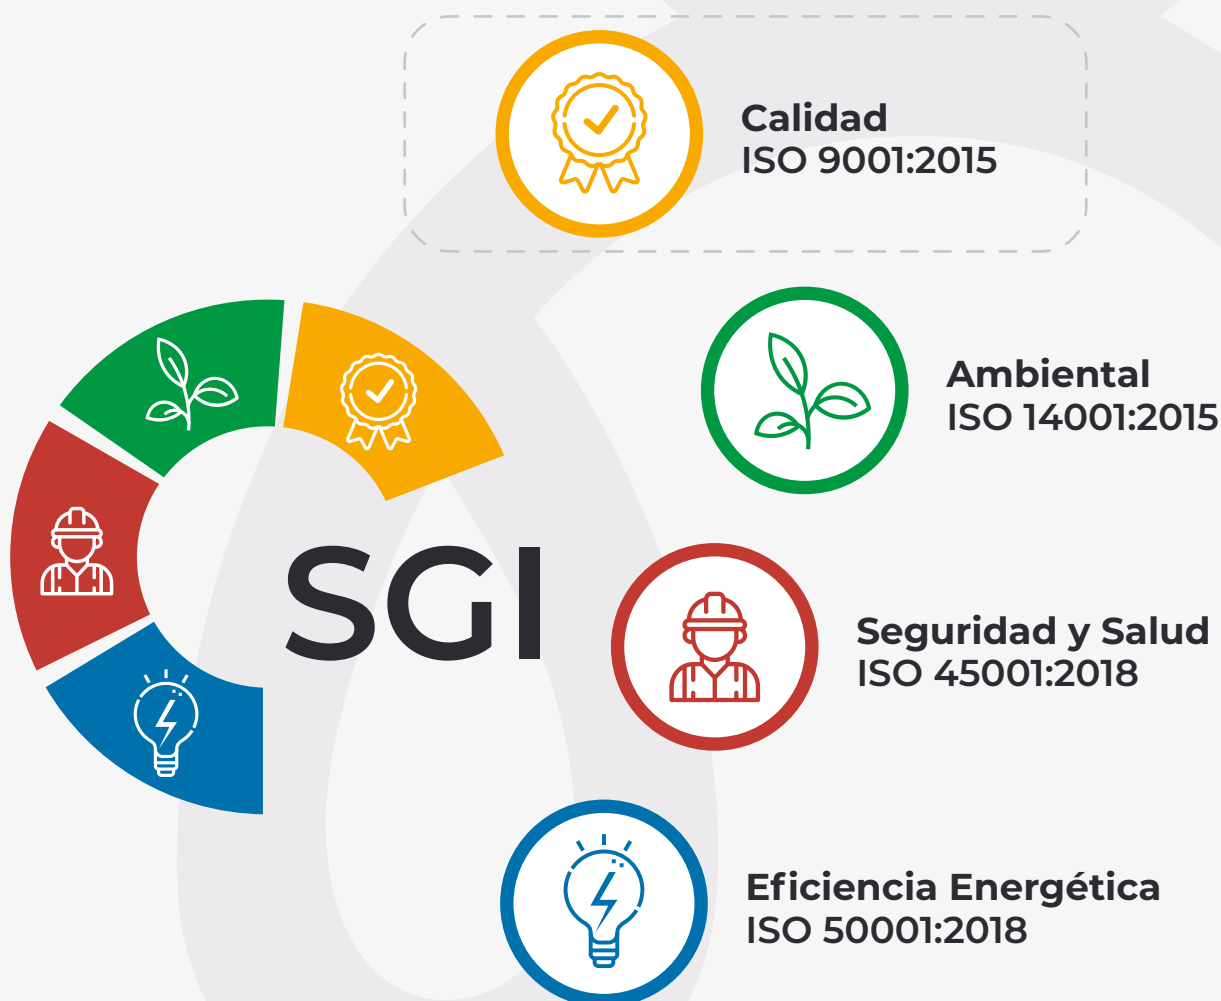 Calidad
ISO 9001:2015
Ambiental
ISO 14001:2015
SGI
Seguridad y Salud
ISO 45001:2018
Eficiencia Energética
ISO 50001:2018